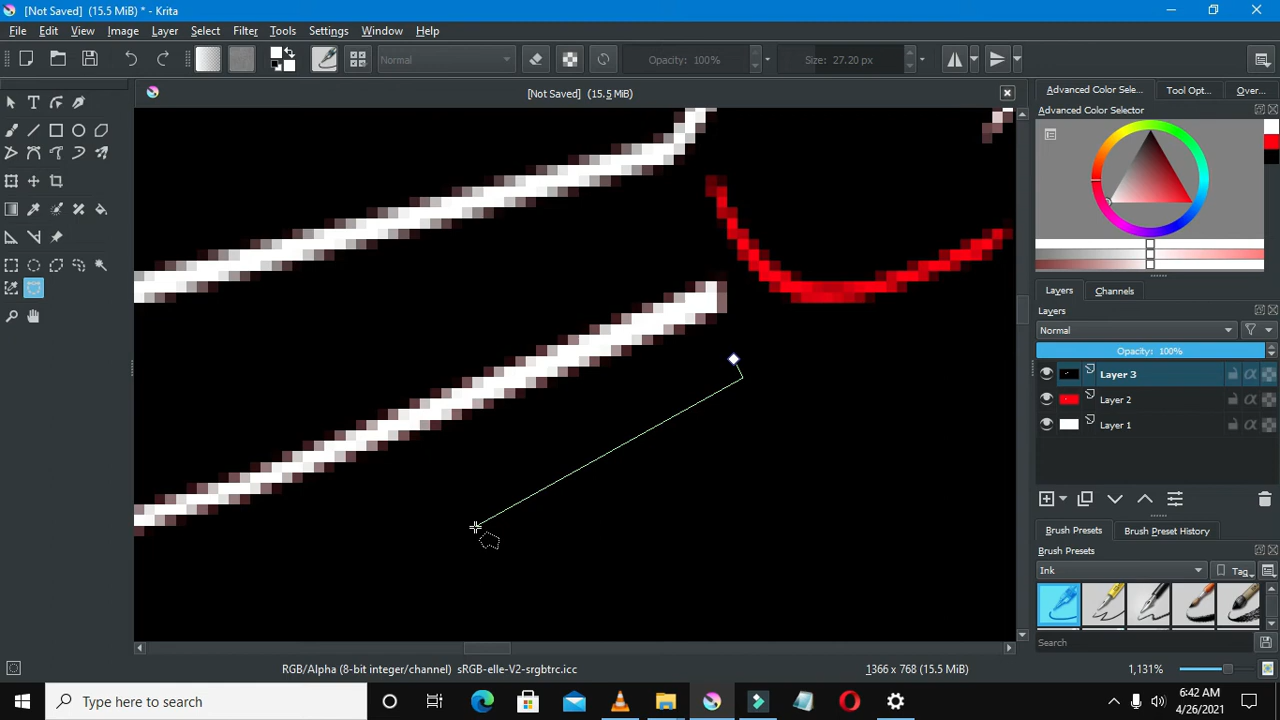 [Not Saved] (15.5 MiB) * - Krita
File Edit View Image Layer Select Filter Tools Settings Window Help
Normal Opacity: 100% Size: 27.20 px
[Not Saved] (15.5 MiB)
Advanced Color Sele... Tool Opt... Over...
Advanced Color Selector
Layers Channels
Layers
Normal
Opacity: 100%
Layer 3
Layer 2
Layer 1
Brush Presets Brush Preset History
Brush Presets
Ink Tag
Search
RGB/Alpha (8-bit integer/channel) sRGB-elle-V2-srgbtrc.icc 1366 x 768 (15.5 MiB) 1,131%
Type here to search
6:42 AM
4/26/2021